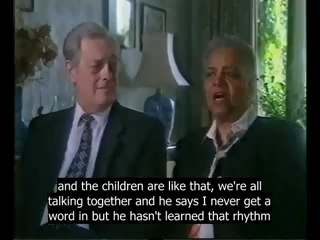 and the children are like that, we're all
talking together and he says I never get a
word in but he hasn't learned that rhythm